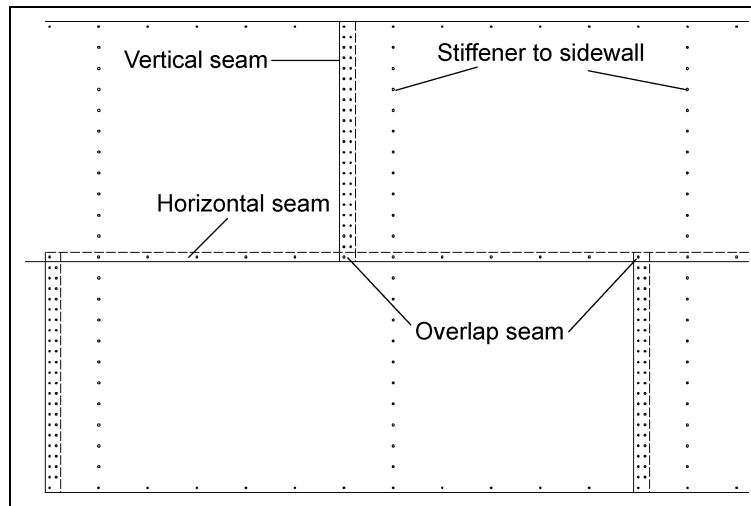 Stiffener to sidewall
Vertical seam
Horizontal seam
Overlap seam